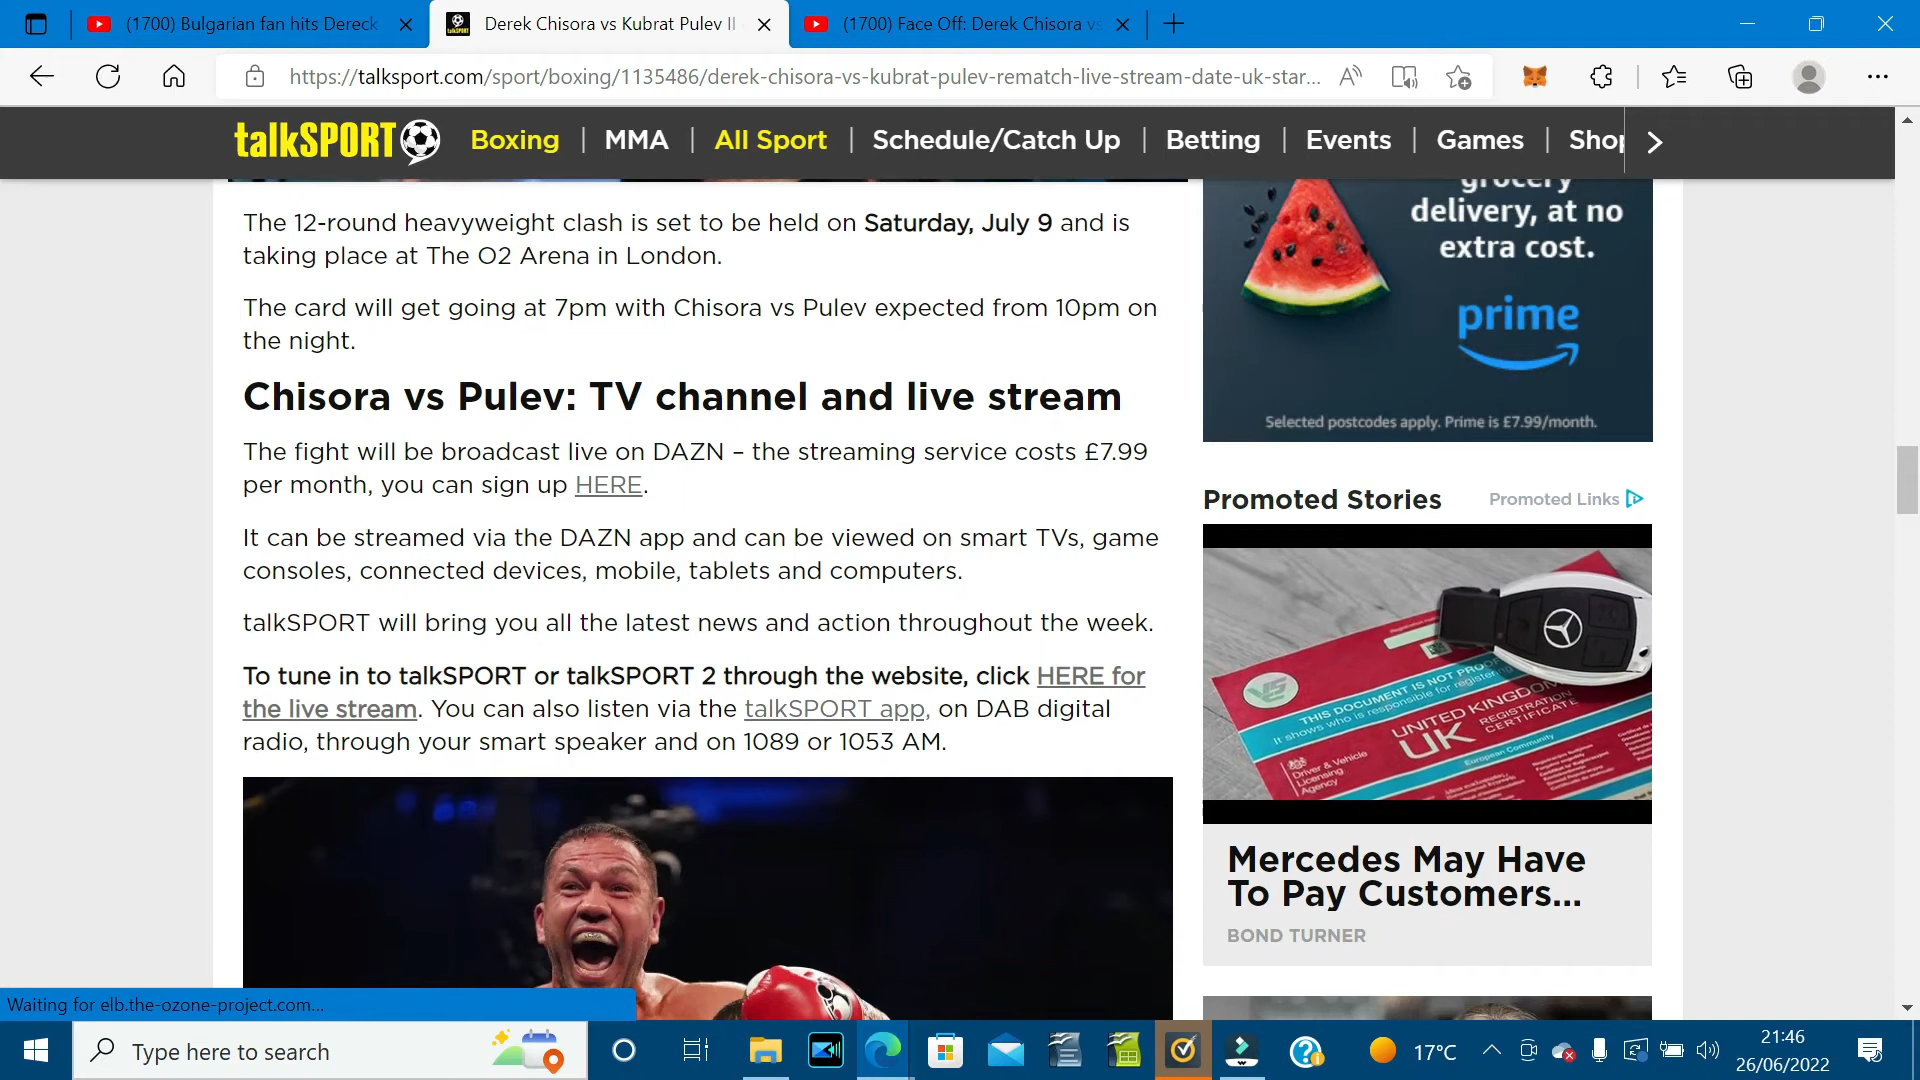 (1700) Bulgarian fan hits Dereck
Derek Chisora vs Kubrat Pulev II
(1700) Face Off: Derek Chisora vs
https://talksport.com/sport/boxing/1135486/derek-chisora-vs-kubrat-pulev-rematch-live-stream-date-uk-star...
talkSPORT
Boxing | MMA | All Sport | Schedule/Catch Up | Betting | Events | Games | Shop
The 12-round heavyweight clash is set to be held on Saturday, July 9 and is
taking place at The O2 Arena in London.
The card will get going at 7pm with Chisora vs Pulev expected from 10pm on
the night.
Chisora vs Pulev: TV channel and live stream
The fight will be broadcast live on DAZN – the streaming service costs £7.99
per month, you can sign up HERE.
It can be streamed via the DAZN app and can be viewed on smart TVs, game
consoles, connected devices, mobile, tablets and computers.
talkSPORT will bring you all the latest news and action throughout the week.
To tune in to talkSPORT or talkSPORT 2 through the website, click HERE for
the live stream. You can also listen via the talkSPORT app, on DAB digital
radio, through your smart speaker and on 1089 or 1053 AM.
grocery
delivery, at no
extra cost.
prime
Selected postcodes apply. Prime is £7.99/month.
Promoted Stories
Promoted Links
THIS DOCUMENT IS NOT PROOF
It shows who is responsible for registering
UNITED KINGDOM
UK
REGISTRATION
CERTIFICATE
European Community
Driver & Vehicle
Licensing
Agency
Mercedes May Have
To Pay Customers...
BOND TURNER
Waiting for elb.the-ozone-project.com...
Type here to search
17°C
21:46
26/06/2022